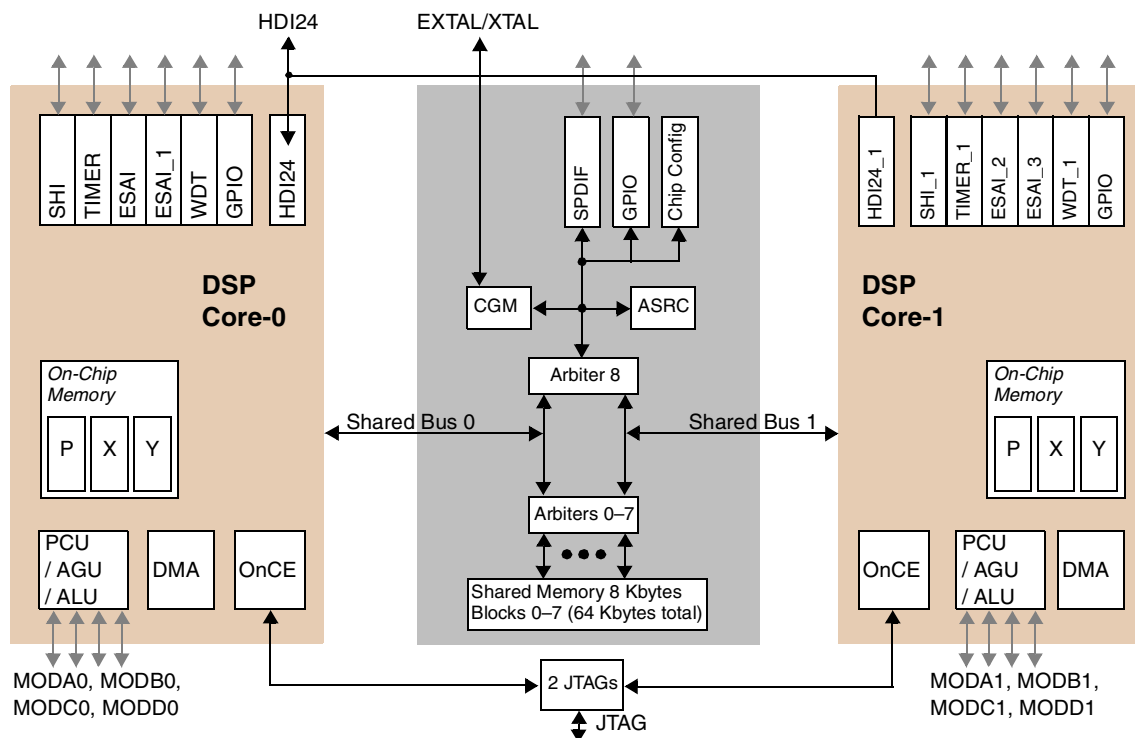 HDI24
EXTAL/XTAL
SHI
TIMER
ESAI
ESAI_1
WDT
GPIO
HDI24
SPDIF
GPIO
Chip Config
HDI24_1
SHI_1
TIMER_1
ESAI_2
ESAI_3
WDT_1
GPIO
DSP
Core-0
CGM
ASRC
DSP
Core-1
On-Chip
Memory
P
X
Y
Arbiter 8
Shared Bus 0
Shared Bus 1
On-Chip
Memory
P
X
Y
Arbiters 0–7
PCU
/ AGU
/ ALU
DMA
OnCE
Shared Memory 8 Kbytes
Blocks 0–7 (64 Kbytes total)
OnCE
PCU
/ AGU
/ ALU
DMA
MODA0, MODB0,
MODC0, MODD0
2 JTAGs
JTAG
MODA1, MODB1,
MODC1, MODD1